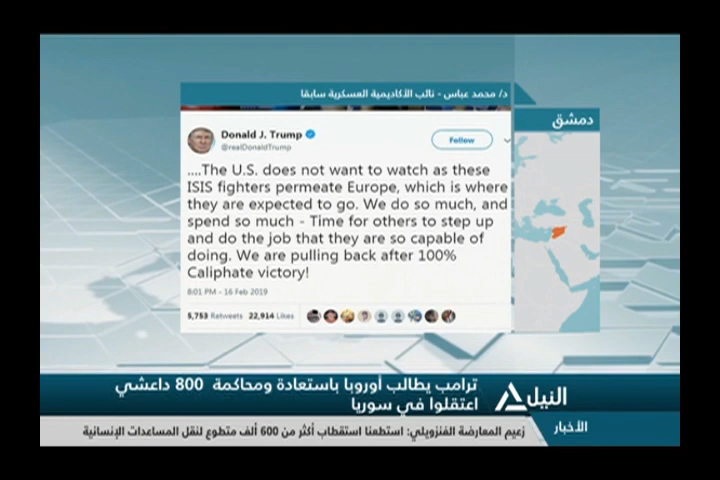 د/ محمد عباس - نائب الأكاديمية العسكرية سابقا
دمشق
Donald J. Trump
@realDonaldTrump
Follow
....The U.S. does not want to watch as these
ISIS fighters permeate Europe, which is where
they are expected to go. We do so much, and
spend so much - Time for others to step up
and do the job that they are so capable of
doing. We are pulling back after 100%
Caliphate victory!
8:01 PM - 16 Feb 2019
5,753 Retweets 22,914 Likes
ترامب يطالب أوروبا باستعادة ومحاكمة 800 داعشي
اعتقلوا في سوريا
النيل
الأخبار
زعيم المعارضة الفنزويلي: استطعنا استقطاب أكثر من 600 ألف متطوع لنقل المساعدات الإنسانية